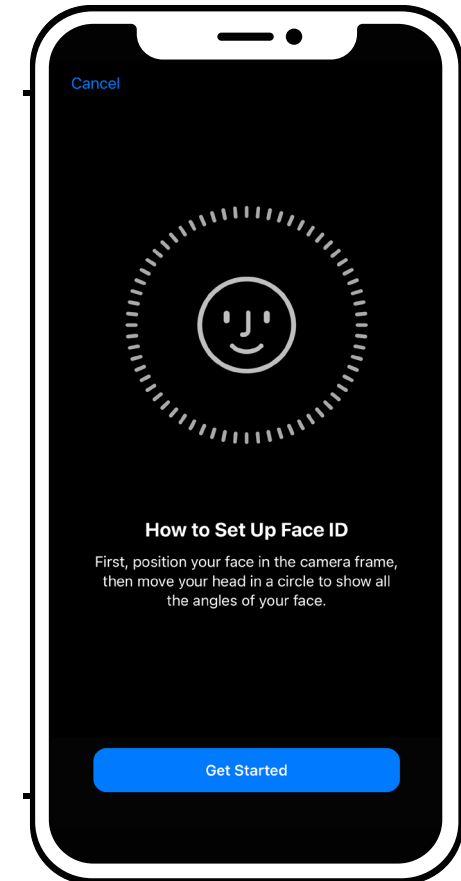 Cancel
How to Set Up Face ID
First, position your face in the camera frame,
then move your head in a circle to show all
the angles of your face.
Get Started